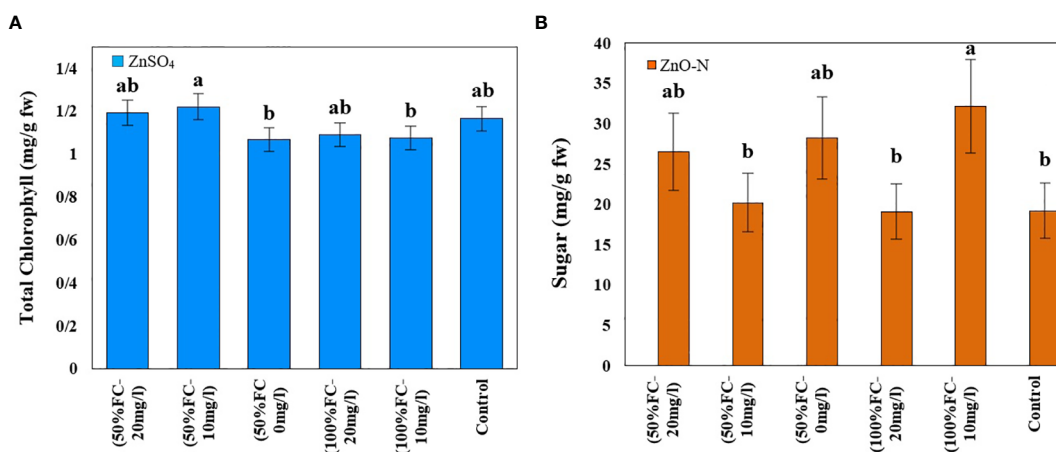 A
Total Chlorophyll (mg/g fw)
1/4
1/2
1
0/8
0/6
0/4
0/2
0
ZnSO₄
ab
a
b
ab
b
ab
(50%FC-
20mg/l)
(50%FC-
10mg/l)
(50%FC
0mg/l)
(100%FC-
20mg/l)
(100%FC-
10mg/l)
Control
B
Sugar (mg/g fw)
40
35
30
25
20
15
10
5
0
ZnO-N
ab
b
ab
b
a
b
(50%FC-
20mg/l)
(50%FC-
10mg/l)
(50%FC-
0mg/l)
(100%FC-
20mg/l)
(100%FC-
10mg/l)
Control